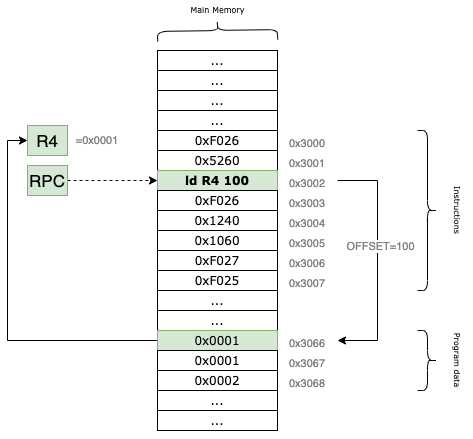 Main Memory
...
...
...
...
R4 =0x0001
0xF026 0x3000
0x5260 0x3001
RPC
ld R4 100 0x3002
0xF026 0x3003
0x1240 0x3004
0x1060 0x3005
OFFSET=100
0xF027 0x3006
0xF025 0x3007
Instructions
...
...
0x0001 0x3066
0x0001 0x3067
0x0002 0x3068
Program data
...
...